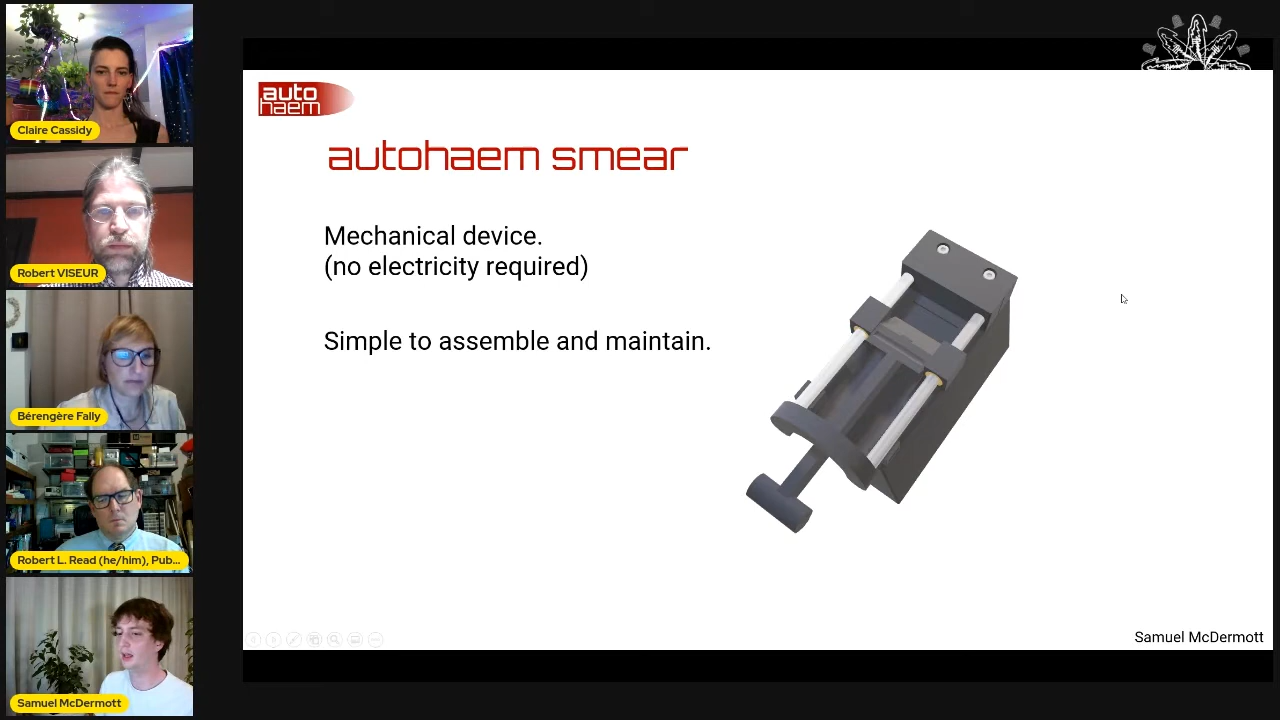 Claire Cassidy
Robert VISEUR
Bérengère Fally
Robert L. Read (he/him), Pub...
Samuel McDermott
auto
haem
autohaem smear
Mechanical device.
(no electricity required)
Simple to assemble and maintain.
Samuel McDermott